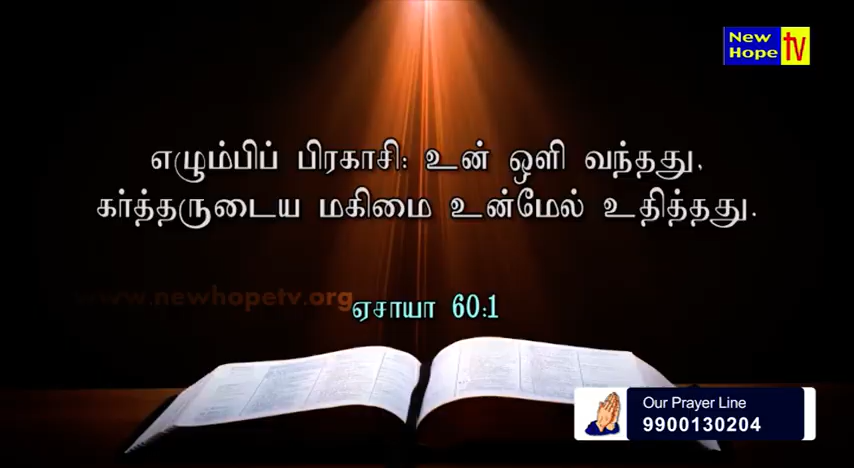 New
Hope tv
எழும்பிப் பிரகாசி: உன் ஒளி வந்தது,
கர்த்தருடைய மகிமை உன்மேல் உதித்தது.
www.newhopetv.org
ஏசாயா 60:1
Our Prayer Line
9900130204